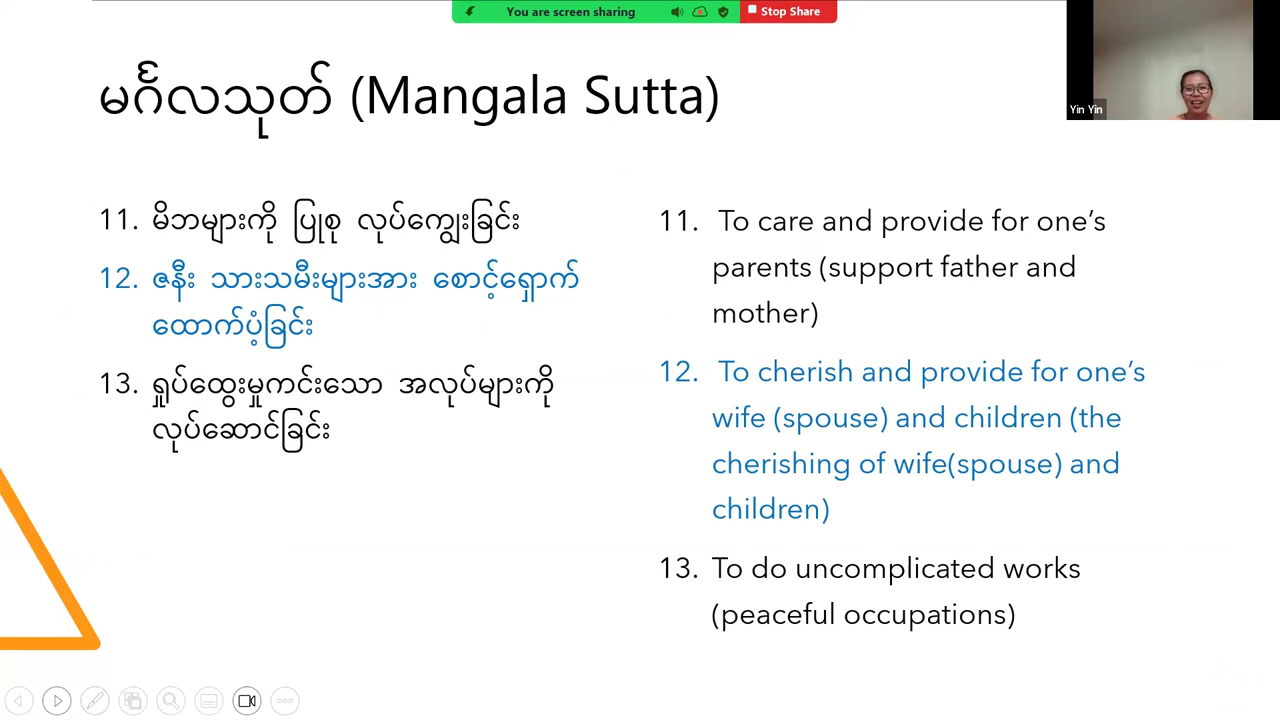 You are screen sharing
Stop Share
Yin Yin
မင်္ဂလသုတ် (Mangala Sutta)
11. မိဘများကို ပြုစု လုပ်ကျွေးခြင်း
12. ဇနီး သားသမီးများအား စောင့်ရှောက်
ထောက်ပံ့ခြင်း
13. ရှုပ်ထွေးမှုကင်းသော အလုပ်များကို
လုပ်ဆောင်ခြင်း
11. To care and provide for one’s
parents (support father and
mother)
12. To cherish and provide for one’s
wife (spouse) and children (the
cherishing of wife(spouse) and
children)
13. To do uncomplicated works
(peaceful occupations)